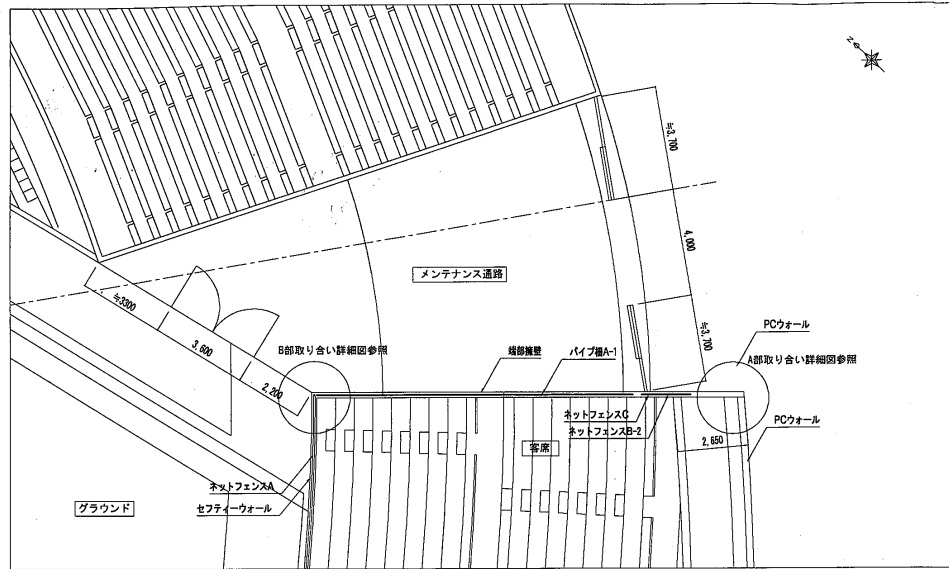 N
≒3,700
4,000
メンテナンス通路
≒3300
3,600
2,200
≒3,700
PCウォール
B部取り合い詳細図参照
端部擁壁
パイプ柵A-1
A部取り合い詳細図参照
ネットフェンスC
ネットフェンスB-2
PCウォール
2,650
客席
ネットフェンスA
セフティーウォール
グラウンド